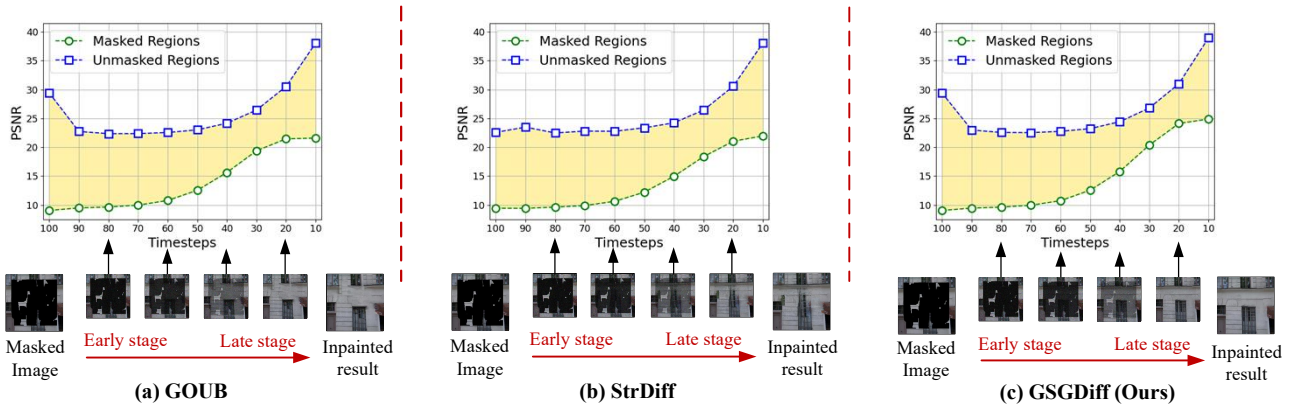 40
35
30
25
20
15
10
PSNR
Masked Regions
Unmasked Regions
100 90 80 70 60 50 40 30 20 10
Timesteps
Masked
Image
Early stage
Late stage
Inpainted
result
(a) GOUB
40
35
30
25
20
15
10
PSNR
Masked Regions
Unmasked Regions
100 90 80 70 60 50 40 30 20 10
Timesteps
Masked
Image
Early stage
Late stage
Inpainted
result
(b) StrDiff
40
35
30
25
20
15
10
PSNR
Masked Regions
Unmasked Regions
100 90 80 70 60 50 40 30 20 10
Timesteps
Masked
Image
Early stage
Late stage
Inpainted
result
(c) GSGDiff (Ours)